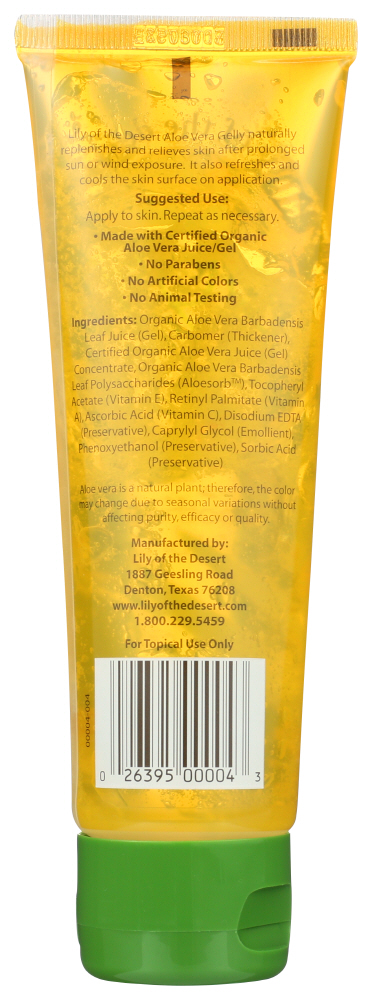 Lily of the Desert Aloe Vera Gelly naturally
replenishes and relieves skin after prolonged
sun or wind exposure. It also refreshes and
cools the skin surface on application.
Suggested Use:
Apply to skin. Repeat as necessary.
• Made with Certified Organic
Aloe Vera Juice/Gel
• No Parabens
• No Artificial Colors
• No Animal Testing
Ingredients: Organic Aloe Vera Barbadensis
Leaf Juice (Gel), Carbomer (Thickener),
Certified Organic Aloe Vera Juice (Gel)
Concentrate, Organic Aloe Vera Barbadensis
Leaf Polysaccharides (Aloesorb™), Tocopheryl
Acetate (Vitamin E), Retinyl Palmitate (Vitamin
A), Ascorbic Acid (Vitamin C), Disodium EDTA
(Preservative), Caprylyl Glycol (Emollient),
Phenoxyethanol (Preservative), Sorbic Acid
(Preservative)
Aloe vera is a natural plant; therefore, the color
may change due to seasonal variations without
affecting purity, efficacy or quality.
Manufactured by:
Lily of the Desert
1887 Geesling Road
Denton, Texas 76208
www.lilyofthedesert.com
1.800.229.5459
For Topical Use Only
00004-004
0 26395 00004 3